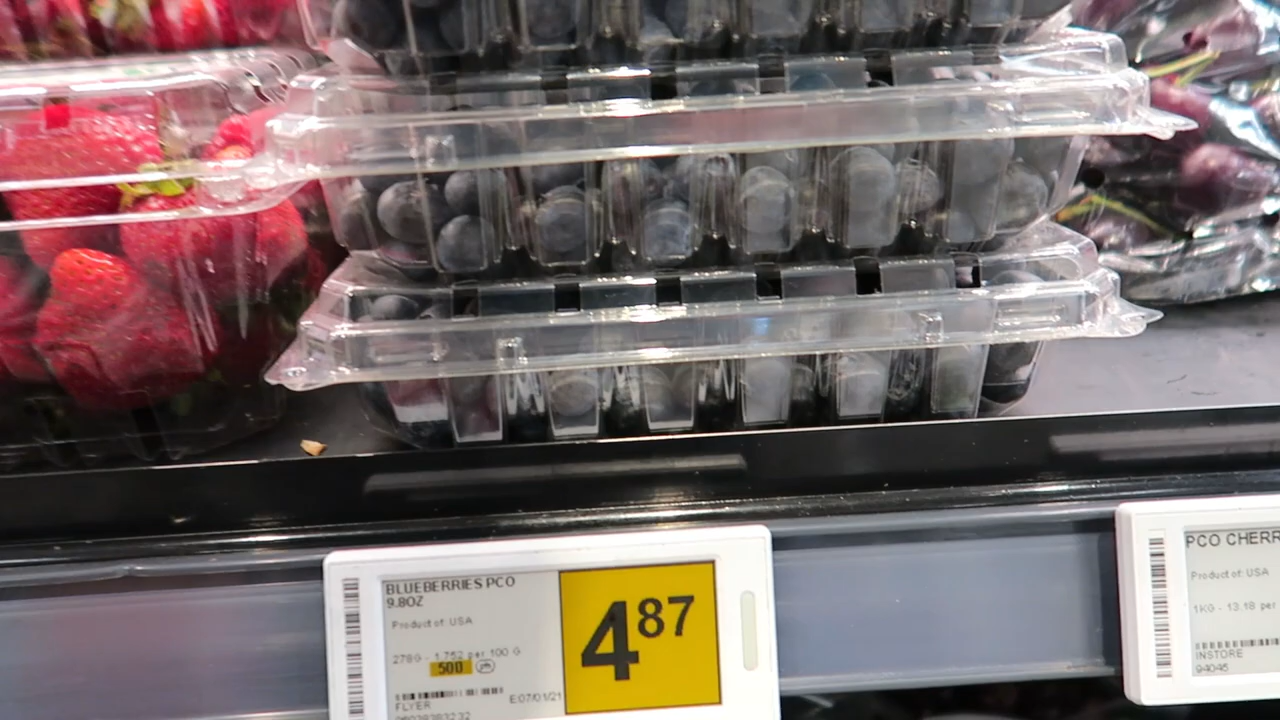 BLUEBERRIES PCO
9.8OZ
Product of: USA
278G - 1.752 per 100 G
500
E:07/01/21
FLYER
4 87
PCO CHERR
Product of: USA
1KG - 13.18 per
INSTORE
94045